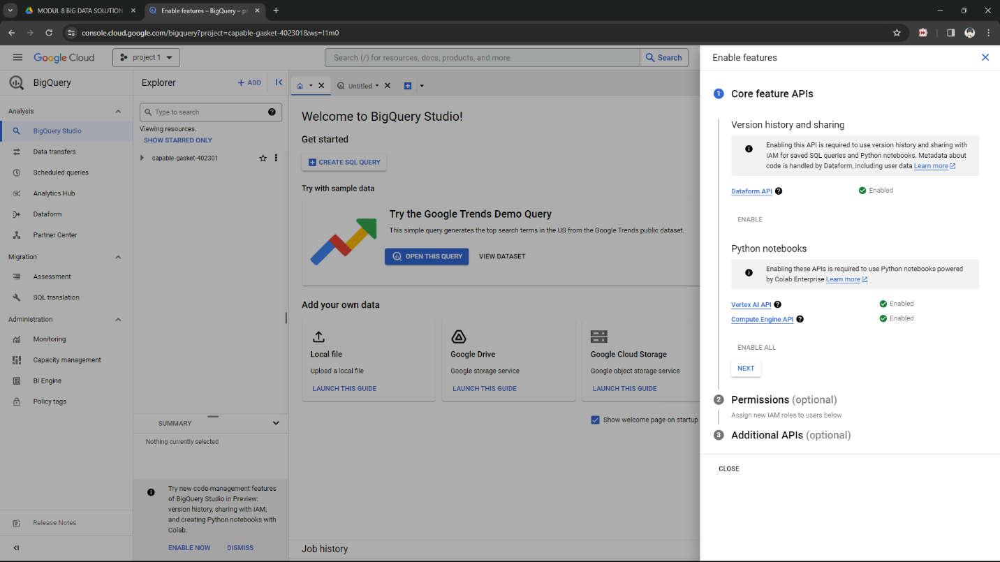 MODUL 8 BIG DATA SOLUTION
Enable features – BigQuery – pr
console.cloud.google.com/bigquery?project=capable-gasket-402301&ws=!1m0
Google Cloud
project 1
Search (/) for resources, docs, products, and more
Search
BigQuery
Analysis
BigQuery Studio
Data transfers
Scheduled queries
Analytics Hub
Dataform
Partner Center
Migration
Assessment
SQL translation
Administration
Monitoring
Capacity management
BI Engine
Policy tags
Release Notes
Explorer
ADD
Type to search
Viewing resources.
SHOW STARRED ONLY
capable-gasket-402301
SUMMARY
Nothing currently selected
Try new code-management features
of BigQuery Studio in Preview:
version history, sharing with IAM,
and creating Python notebooks with
Colab.
ENABLE NOW
DISMISS
Untitled
Welcome to BigQuery Studio!
Get started
CREATE SQL QUERY
Try with sample data
Try the Google Trends Demo Query
This simple query generates the top search terms in the US from the Google Trends public dataset.
OPEN THIS QUERY
VIEW DATASET
Add your own data
Local file
Upload a local file
LAUNCH THIS GUIDE
Google Drive
Google storage service
LAUNCH THIS GUIDE
Google Cloud Storage
Google object storage service
LAUNCH THIS GUIDE
Show welcome page on startup
Job history
Enable features
1 Core feature APIs
Version history and sharing
Enabling this API is required to use version history and sharing with
IAM for saved SQL queries and Python notebooks. Metadata about
code is handled by Dataform, including user data Learn more
Dataform API
Enabled
ENABLE
Python notebooks
Enabling these APIs is required to use Python notebooks powered
by Colab Enterprise Learn more
Vertex AI API
Enabled
Compute Engine API
Enabled
ENABLE ALL
NEXT
2 Permissions (optional)
Assign new IAM roles to users below
3 Additional APIs (optional)
CLOSE